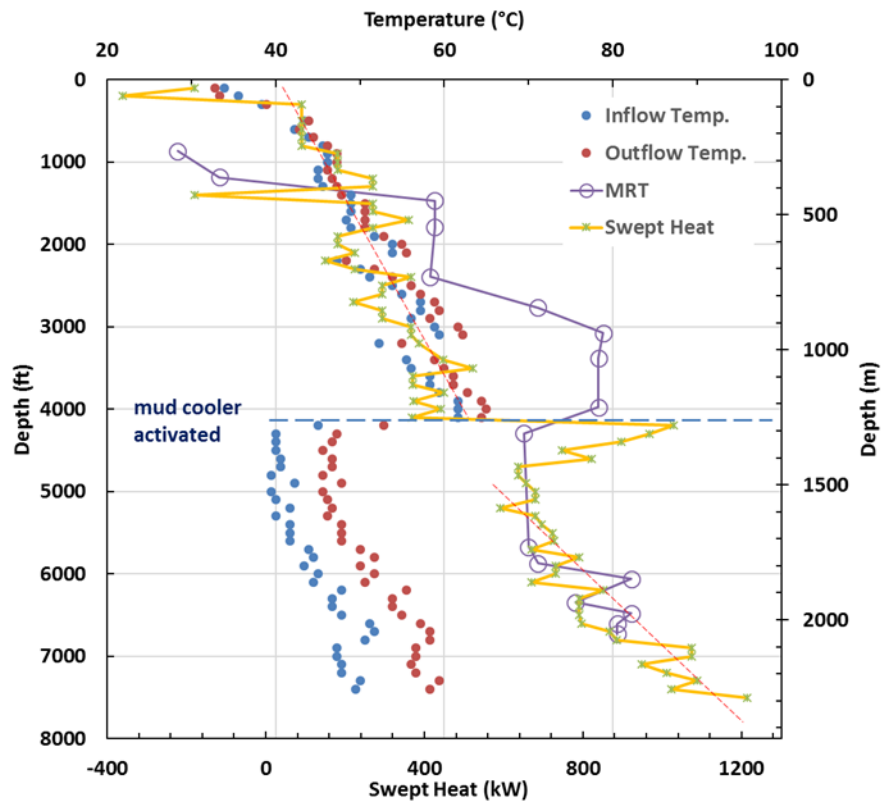 Temperature (°C)
20 40 60 80 100
0 0
1000
2000
3000
4000
5000
6000
7000
8000
500
1000
1500
2000
Depth (ft)
Depth (m)
Inflow Temp.
Outflow Temp.
MRT
Swept Heat
mud cooler
activated
-400 0 400 800 1200
Swept Heat (kW)